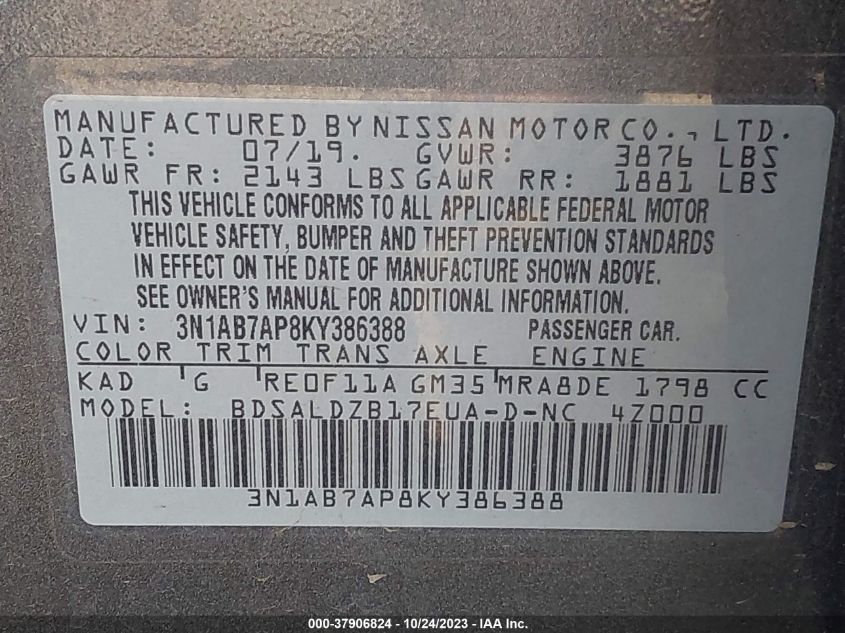 MANUFACTURED BY NISSAN MOTOR CO., LTD.
DATE: 07/19. GVWR: 3876 LBS
GAWR FR: 2143 LBS GAWR RR: 1881 LBS
THIS VEHICLE CONFORMS TO ALL APPLICABLE FEDERAL MOTOR
VEHICLE SAFETY, BUMPER AND THEFT PREVENTION STANDARDS
IN EFFECT ON THE DATE OF MANUFACTURE SHOWN ABOVE.
SEE OWNER'S MANUAL FOR ADDITIONAL INFORMATION.
VIN: 3N1AB7AP8KY386388 PASSENGER CAR.
COLOR TRIM TRANS AXLE ENGINE
KAD G RE0F11A GM35 MRA8DE 1798 CC
MODEL: BDSALDZB17EUA-D-NC 4Z000
3N1AB7AP8KY386388
000-37906824 - 10/24/2023 - IAA Inc.